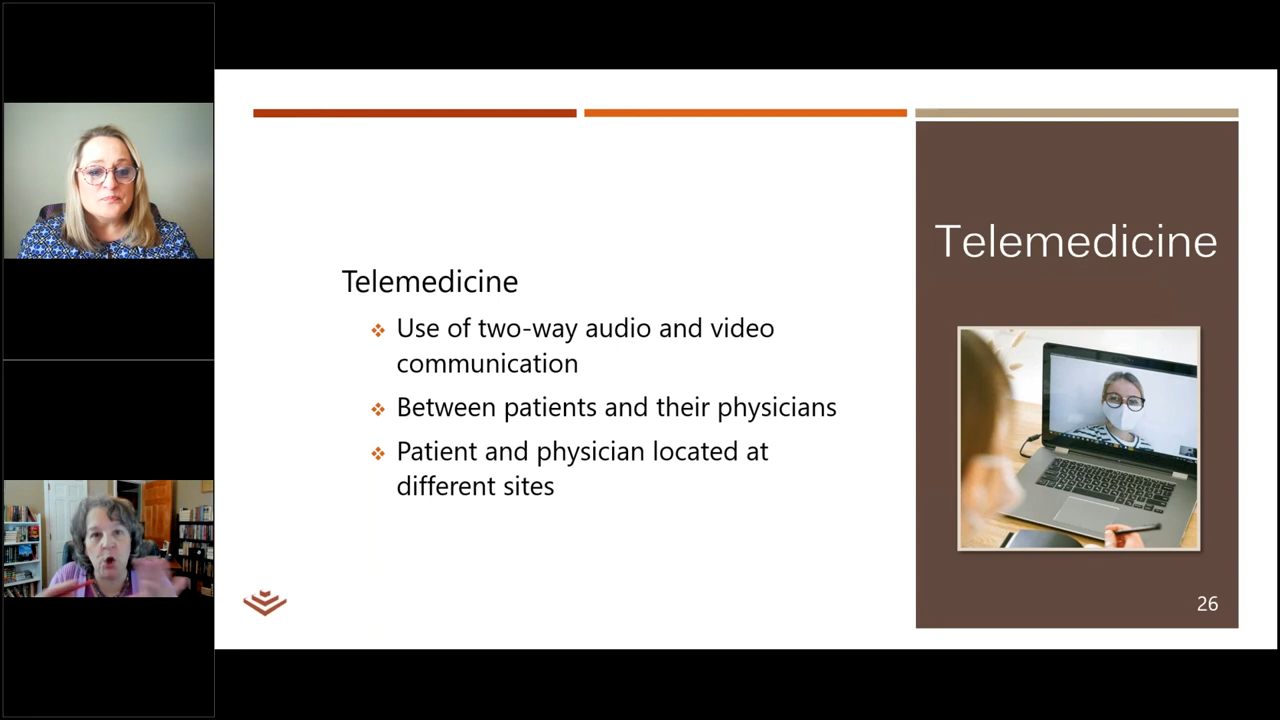 Telemedicine
Use of two-way audio and video
communication
Between patients and their physicians
Patient and physician located at
different sites
Telemedicine
26